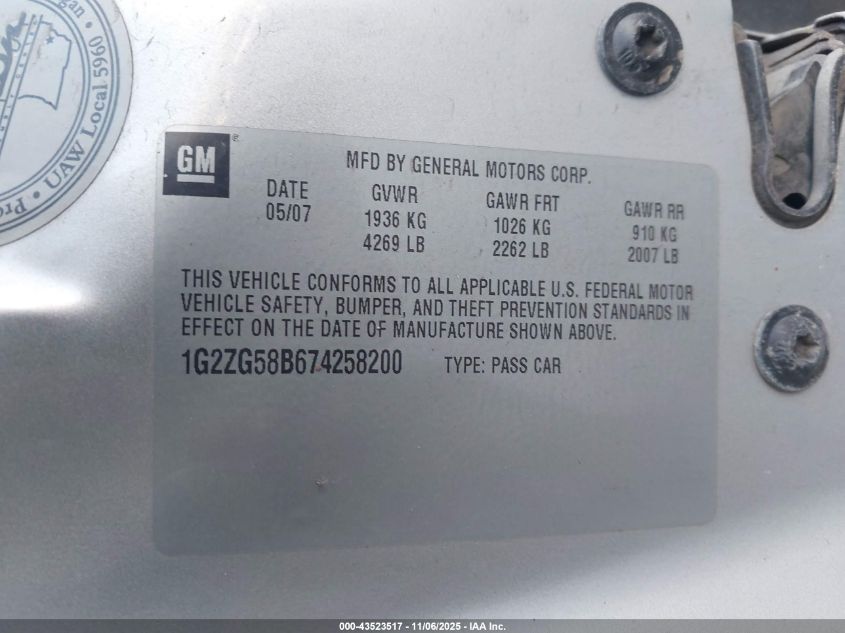 UAW Local 5960
GM
MFD BY GENERAL MOTORS CORP.
DATE GVWR GAWR FRT GAWR RR
05/07 1936 KG 1026 KG 910 KG
4269 LB 2262 LB 2007 LB
THIS VEHICLE CONFORMS TO ALL APPLICABLE U.S. FEDERAL MOTOR
VEHICLE SAFETY, BUMPER, AND THEFT PREVENTION STANDARDS IN
EFFECT ON THE DATE OF MANUFACTURE SHOWN ABOVE.
1G2ZG58B674258200 TYPE: PASS CAR
000-43523517 - 11/06/2025 - IAA Inc.